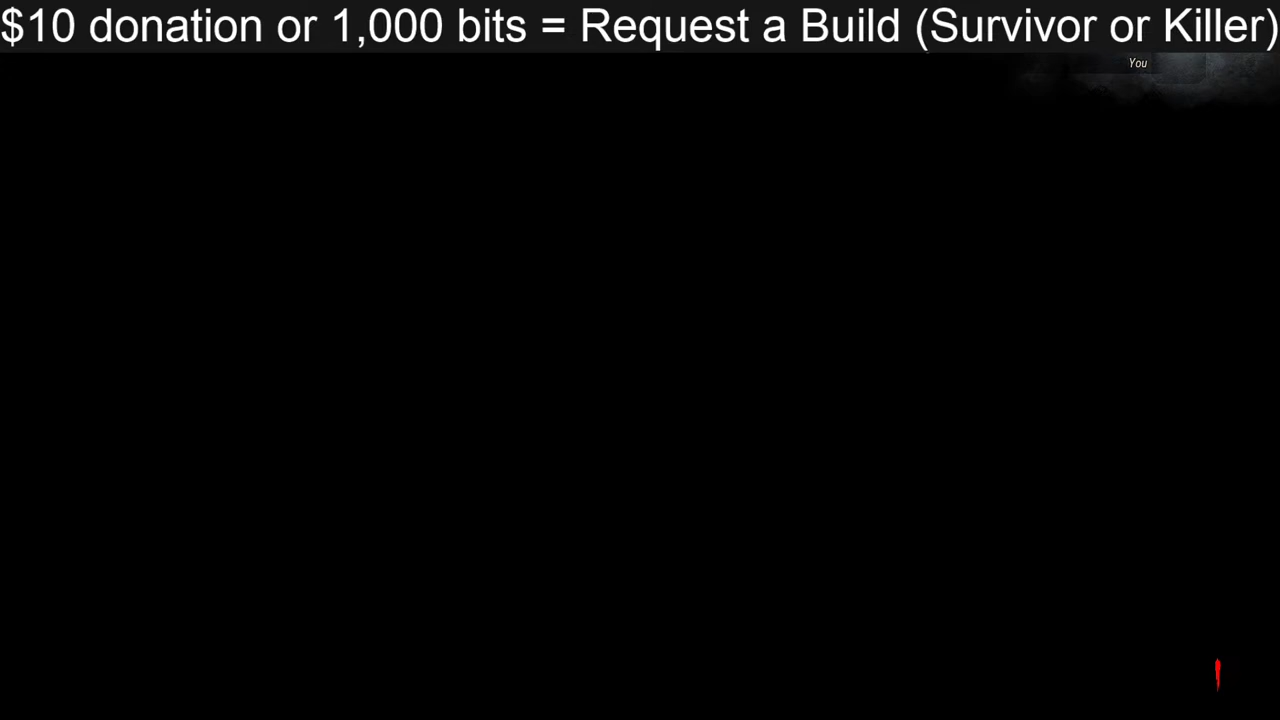 $10 donation or 1,000 bits = Request a Build (Survivor or Killer)
You